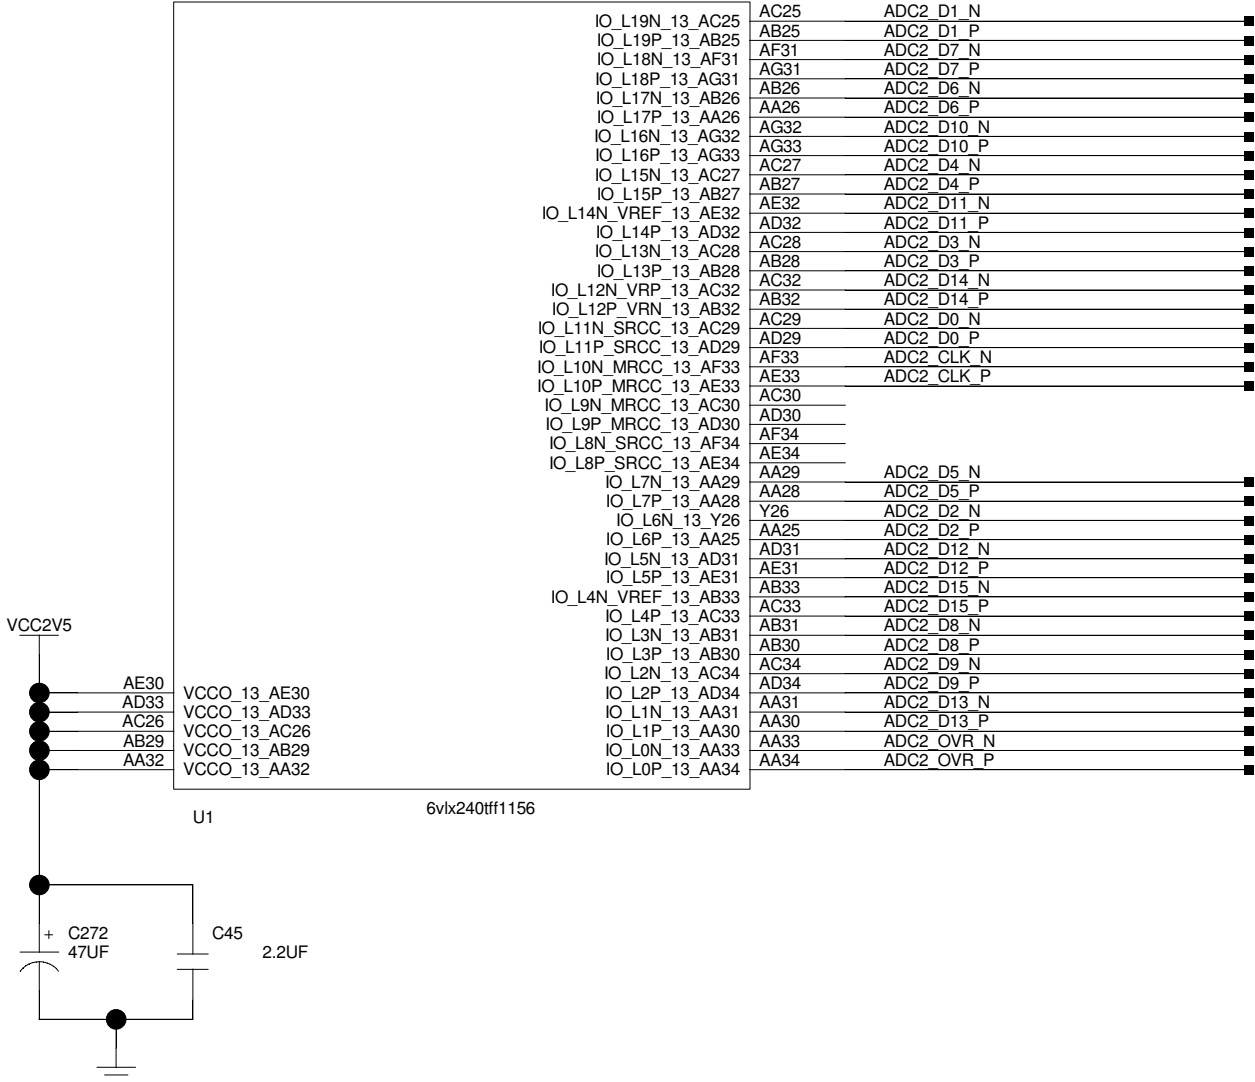 IO_L19N_13_AC25 AC25 ADC2_D1_N
IO_L19P_13_AB25 AB25 ADC2_D1_P
IO_L18N_13_AF31 AF31 ADC2_D7_N
IO_L18P_13_AG31 AG31 ADC2_D7_P
IO_L17N_13_AB26 AB26 ADC2_D6_N
IO_L17P_13_AA26 AA26 ADC2_D6_P
IO_L16N_13_AG32 AG32 ADC2_D10_N
IO_L16P_13_AG33 AG33 ADC2_D10_P
IO_L15N_13_AC27 AC27 ADC2_D4_N
IO_L15P_13_AB27 AB27 ADC2_D4_P
IO_L14N_VREF_13_AE32 AE32 ADC2_D11_N
IO_L14P_13_AD32 AD32 ADC2_D11_P
IO_L13N_13_AC28 AC28 ADC2_D3_N
IO_L13P_13_AB28 AB28 ADC2_D3_P
IO_L12N_VRP_13_AC32 AC32 ADC2_D14_N
IO_L12P_VRN_13_AB32 AB32 ADC2_D14_P
IO_L11N_SRCC_13_AC29 AC29 ADC2_D0_N
IO_L11P_SRCC_13_AD29 AD29 ADC2_D0_P
IO_L10N_MRCC_13_AF33 AF33 ADC2_CLK_N
IO_L10P_MRCC_13_AE33 AE33 ADC2_CLK_P
IO_L9N_MRCC_13_AC30 AC30
IO_L9P_MRCC_13_AD30 AD30
IO_L8N_SRCC_13_AF34 AF34
IO_L8P_SRCC_13_AE34 AE34
IO_L7N_13_AA29 AA29 ADC2_D5_N
IO_L7P_13_AA28 AA28 ADC2_D5_P
IO_L6N_13_Y26 Y26 ADC2_D2_N
IO_L6P_13_AA25 AA25 ADC2_D2_P
IO_L5N_13_AD31 AD31 ADC2_D12_N
IO_L5P_13_AE31 AE31 ADC2_D12_P
IO_L4N_VREF_13_AB33 AB33 ADC2_D15_N
IO_L4P_13_AC33 AC33 ADC2_D15_P
IO_L3N_13_AB31 AB31 ADC2_D8_N
IO_L3P_13_AB30 AB30 ADC2_D8_P
IO_L2N_13_AC34 AC34 ADC2_D9_N
IO_L2P_13_AD34 AD34 ADC2_D9_P
IO_L1N_13_AA31 AA31 ADC2_D13_N
IO_L1P_13_AA30 AA30 ADC2_D13_P
IO_L0N_13_AA33 AA33 ADC2_OVR_N
IO_L0P_13_AA34 AA34 ADC2_OVR_P
VCC2V5
AE30 VCCO_13_AE30
AD33 VCCO_13_AD33
AC26 VCCO_13_AC26
AB29 VCCO_13_AB29
AA32 VCCO_13_AA32
U1 6vlx240tff1156
+ C272
47UF
C45
2.2UF